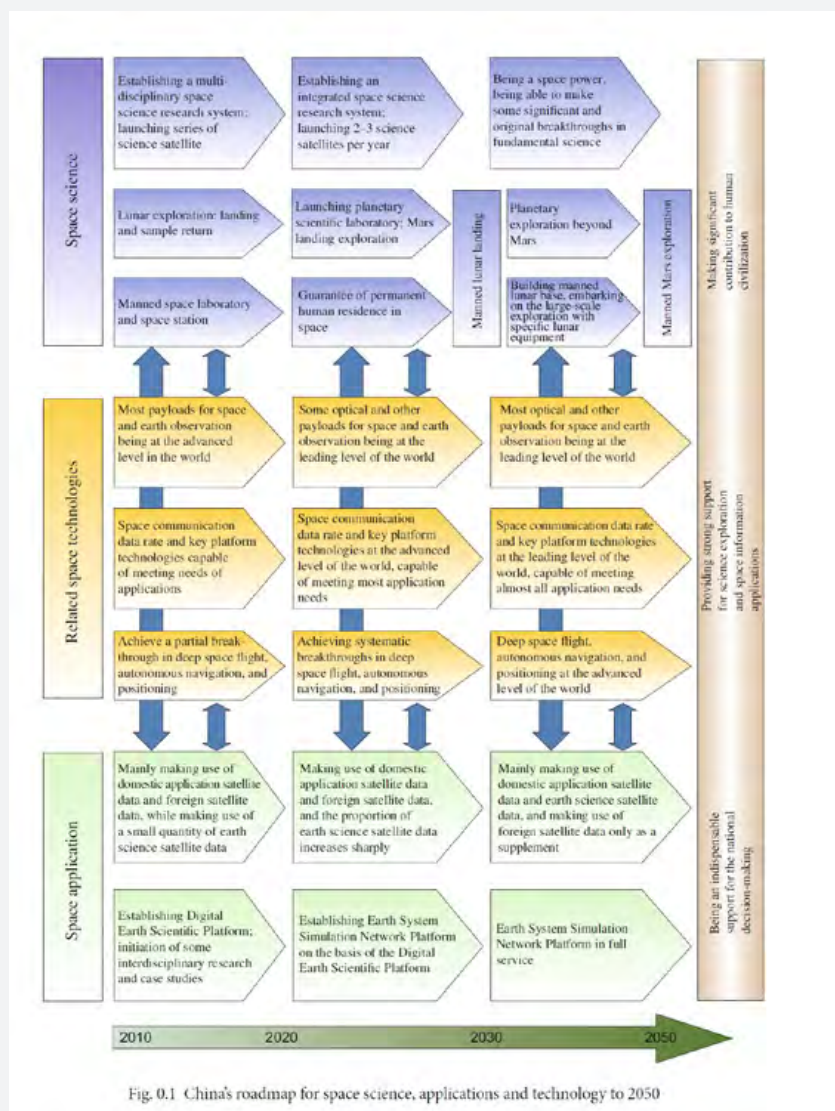 Space science
Establishing a multi-
disciplinary space
science research system;
launching series of
science satellite
Establishing an
integrated space science
research system;
launching 2–3 science
satellites per year
Being a space power,
being able to make
some significant and
original breakthroughs in
fundamental science
Lunar exploration: landing
and sample return
Launching planetary
scientific laboratory; Mars
landing exploration
Manned lunar landing
Planetary
exploration beyond
Mars
Manned Mars exploration
Manned space laboratory
and space station
Guarantee of permanent
human residence in
space
Building manned
lunar base, embarking
on the large-scale
exploration with
specific lunar
equipment
Making significant
contribution to human
civilization
Related space technologies
Most payloads for space
and earth observation
being at the advanced
level in the world
Some optical and other
payloads for space and earth
observation being at the
leading level of the world
Most optical and other
payloads for space and earth
observation being at the
leading level of the world
Space communication
data rate and key platform
technologies capable
of meeting needs of
applications
Space communication
data rate and key platform
technologies at the advanced
level of the world, capable
of meeting most application
needs
Space communication data rate
and key platform technologies
at the leading level of the
world, capable of meeting
almost all application needs
Achieve a partial break-
through in deep space flight,
autonomous navigation, and
positioning
Achieving systematic
breakthroughs in deep
space flight, autonomous
navigation, and positioning
Deep space flight,
autonomous navigation, and
positioning at the advanced
level of the world
Providing strong support
for science exploration
and space information
applications
Space application
Mainly making use of
domestic application satellite
data and foreign satellite
data, while making use of
a small quantity of earth
science satellite data
Making use of domestic
application satellite data
and foreign satellite data,
and the proportion of
earth science satellite data
increases sharply
Mainly making use of
domestic application satellite
data and earth science satellite
data, and making use of
foreign satellite data only as a
supplement
Establishing Digital
Earth Scientific Platform;
initiation of some
interdisciplinary research
and case studies
Establishing Earth System
Simulation Network Platform
on the basis of the Digital
Earth Scientific Platform
Earth System Simulation
Network Platform in full
service
Being an indispensable
support for the national
decision-making
2010 2020 2030 2050
Fig. 0.1 China's roadmap for space science, applications and technology to 2050